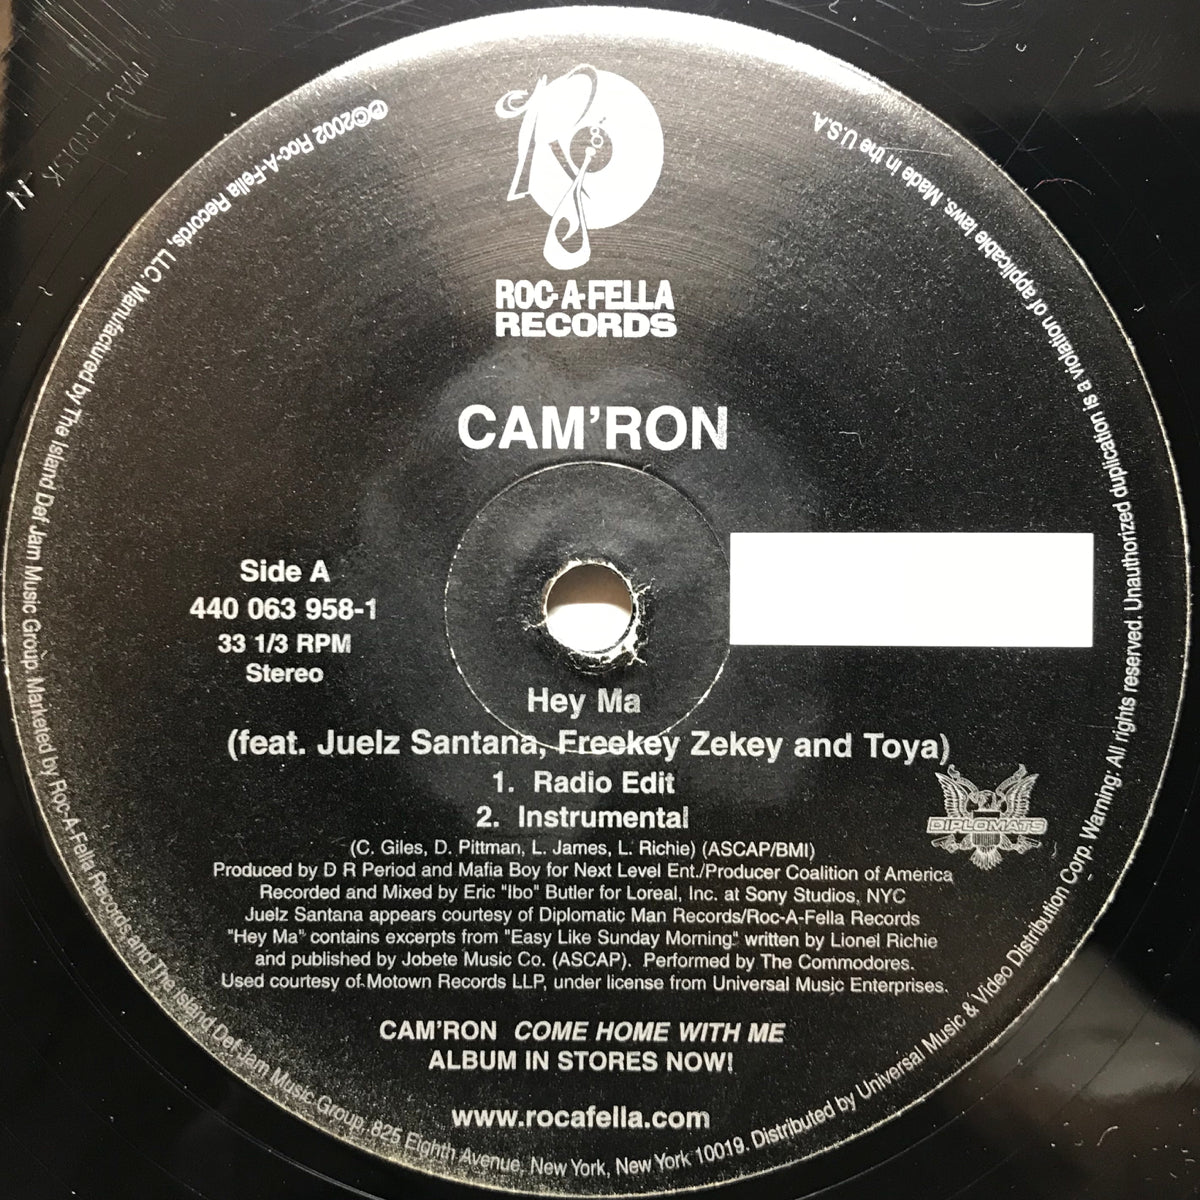 ROC-A-FELLA
RECORDS
CAM'RON
Side A
440 063 958-1
33 1/3 RPM
Stereo
Hey Ma
(feat. Juelz Santana, Freekey Zekey and Toya)
1. Radio Edit
2. Instrumental
DIPLOMATS
(C. Giles, D. Pittman, L. James, L. Richie) (ASCAP/BMI)
Produced by D R Period and Mafia Boy for Next Level Ent./Producer Coalition of America
Recorded and Mixed by Eric "Ibo" Butler for Loreal, Inc. at Sony Studios, NYC
Juelz Santana appears courtesy of Diplomatic Man Records/Roc-A-Fella Records
"Hey Ma" contains excerpts from "Easy Like Sunday Morning" written by Lionel Richie
and published by Jobete Music Co. (ASCAP). Performed by The Commodores.
Used courtesy of Motown Records LLP, under license from Universal Music Enterprises.
CAM'RON COME HOME WITH ME
ALBUM IN STORES NOW!
www.rocafella.com
℗©2002 Roc-A-Fella Records, LLC. Manufactured by The Island Def Jam Music Group. Marketed by Roc-A-Fella Records and The Island Def Jam Music Group, 825 Eighth Avenue, New York, New York 10019. Distributed by Universal Music & Video Distribution Corp. Warning: All rights reserved. Unauthorized duplication is a violation of applicable laws. Made in the U.S.A.
MASTERDISK